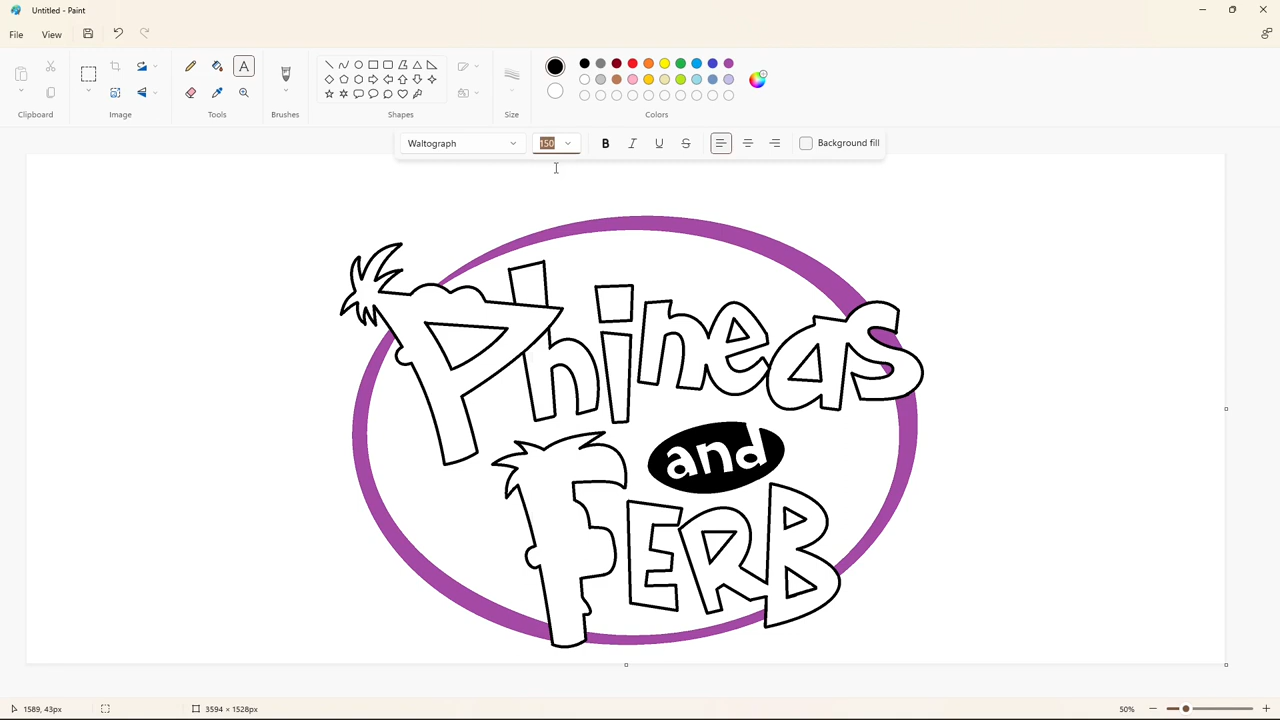 Untitled - Paint
File View
A
Clipboard Image Tools Brushes Shapes Size Colors
Waltograph 150 B I U S Background fill
Phineas
and
FERB
1589, 43px 3594 × 1528px 50%